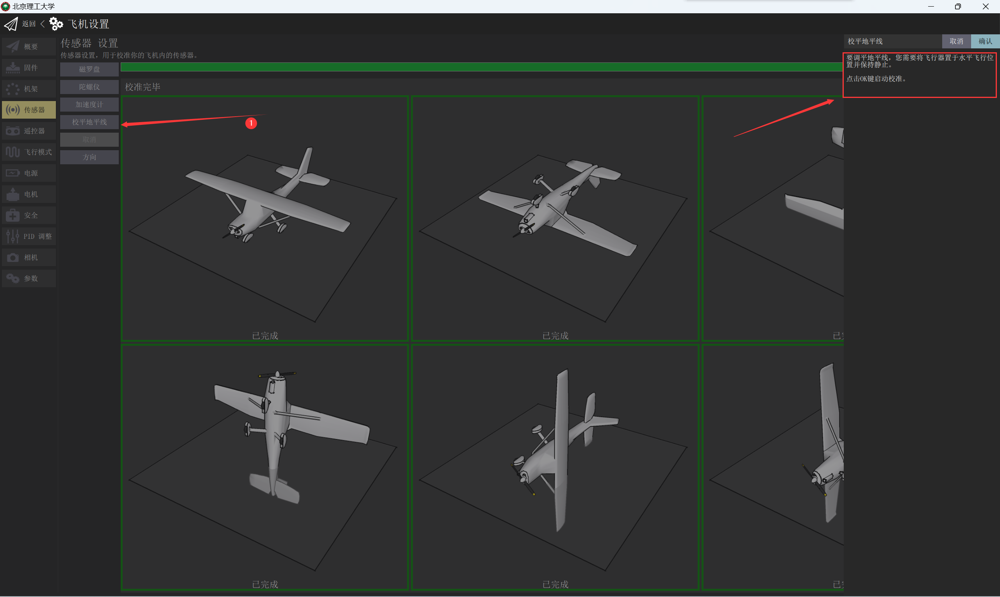 北京理工大学
返回
飞机设置
概要
固件
机架
传感器
遥控器
飞行模式
电源
电机
安全
PID 调整
相机
参数
传感器 设置
传感器设置，用于校准你的飞机内的传感器。
磁罗盘
陀螺仪
加速度计
校平地平线
取消
方向
校准完毕
1
已完成
已完成
已
已完成
已完成
已
校平地平线
取消
确认
要调平地平线，您需要将飞行器置于水平飞行位
置并保持静止。
点击OK键启动校准。